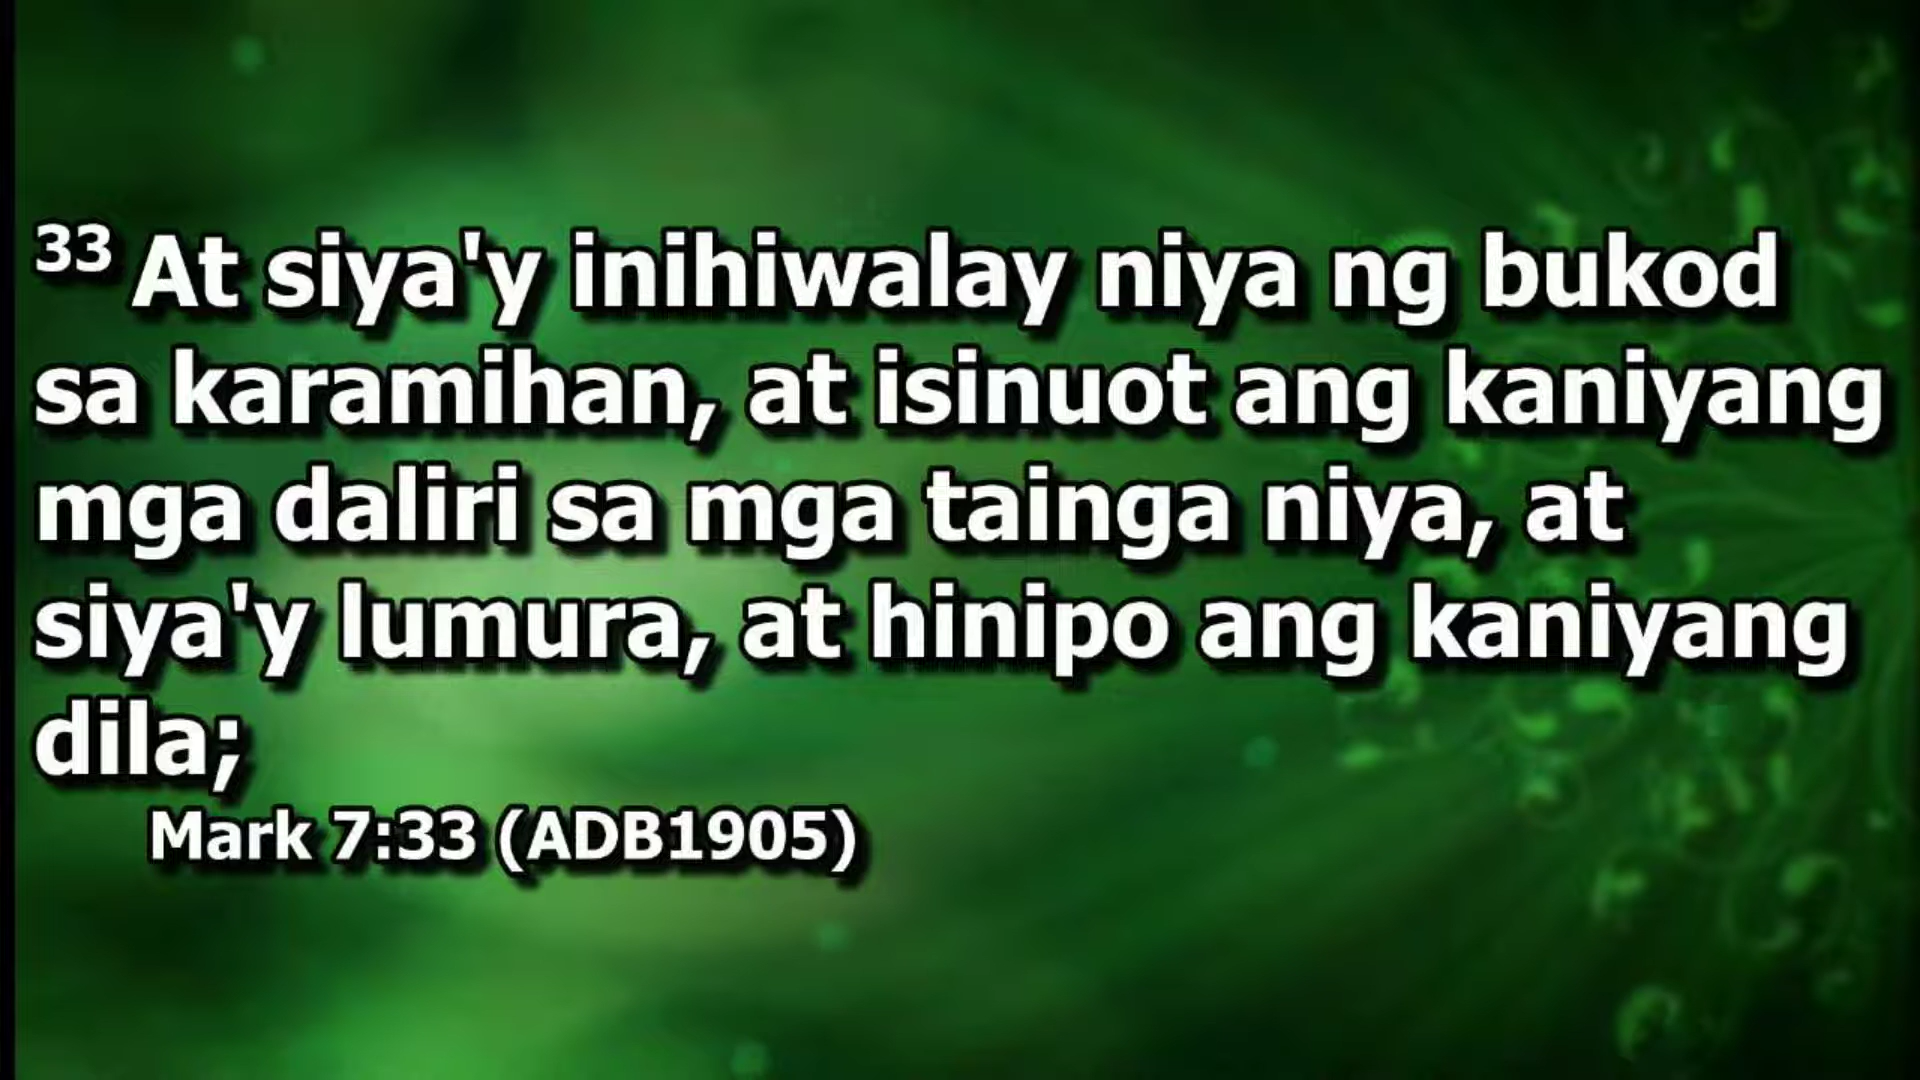 33 At siya'y inihiwalay niya ng bukod
sa karamihan, at isinuot ang kaniyang
mga daliri sa mga tainga niya, at
siya'y lumura, at hinipo ang kaniyang
dila;
Mark 7:33 (ADB1905)